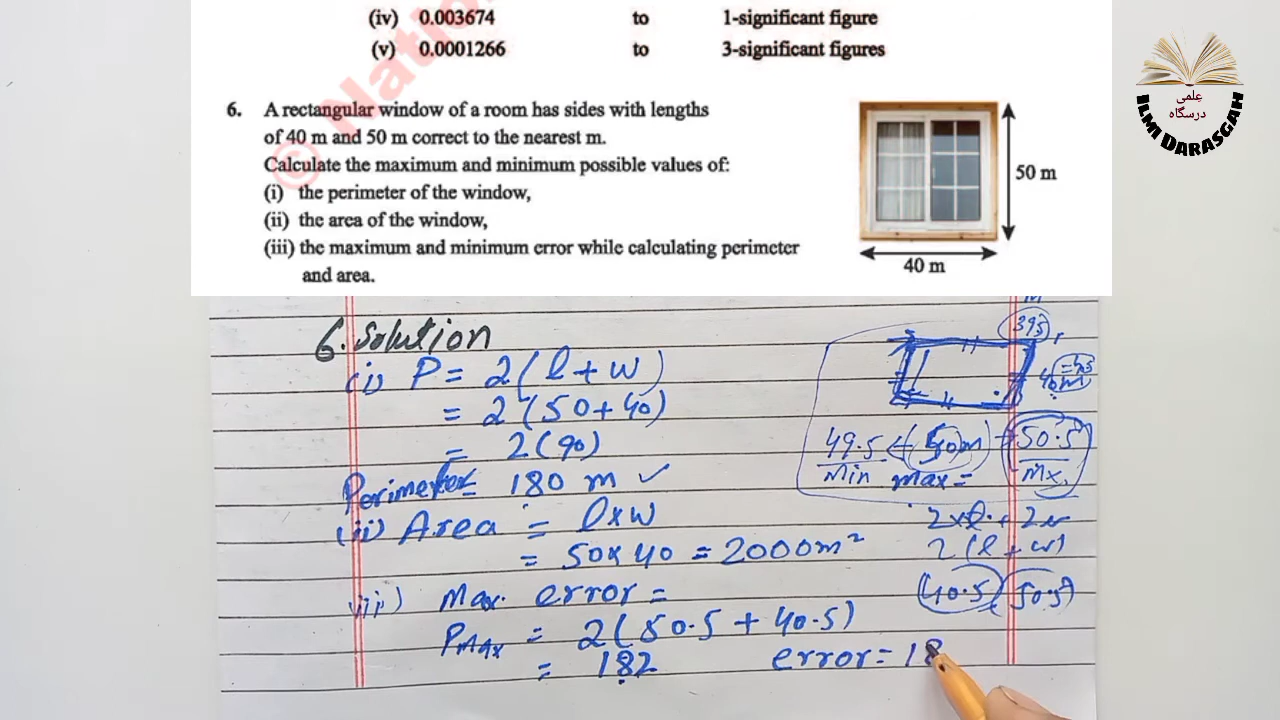 (iv) 0.003674 to 1-significant figure
(v) 0.0001266 to 3-significant figures
© Natio
6. A rectangular window of a room has sides with lengths
of 40 m and 50 m correct to the nearest m.
Calculate the maximum and minimum possible values of:
(i) the perimeter of the window,
(ii) the area of the window,
(iii) the maximum and minimum error while calculating perimeter
and area.
50 m
40 m
عِلمی
درسگاہ
ILMI DARASGAH
6. Solution
(i) P = 2(l + w)
= 2(50+40)
= 2(90)
Perimeter = 180 m ✓
(ii) Area = l×w
= 50×40 = 2000m²
iii) Max. error =
PMax = 2(50.5 + 40.5)
= 182 error = 18
39.5
40m
49.5 50m 50.5
Min max = Mx.
2×l + 2w
2(l + w)
(40.5)(50.5)